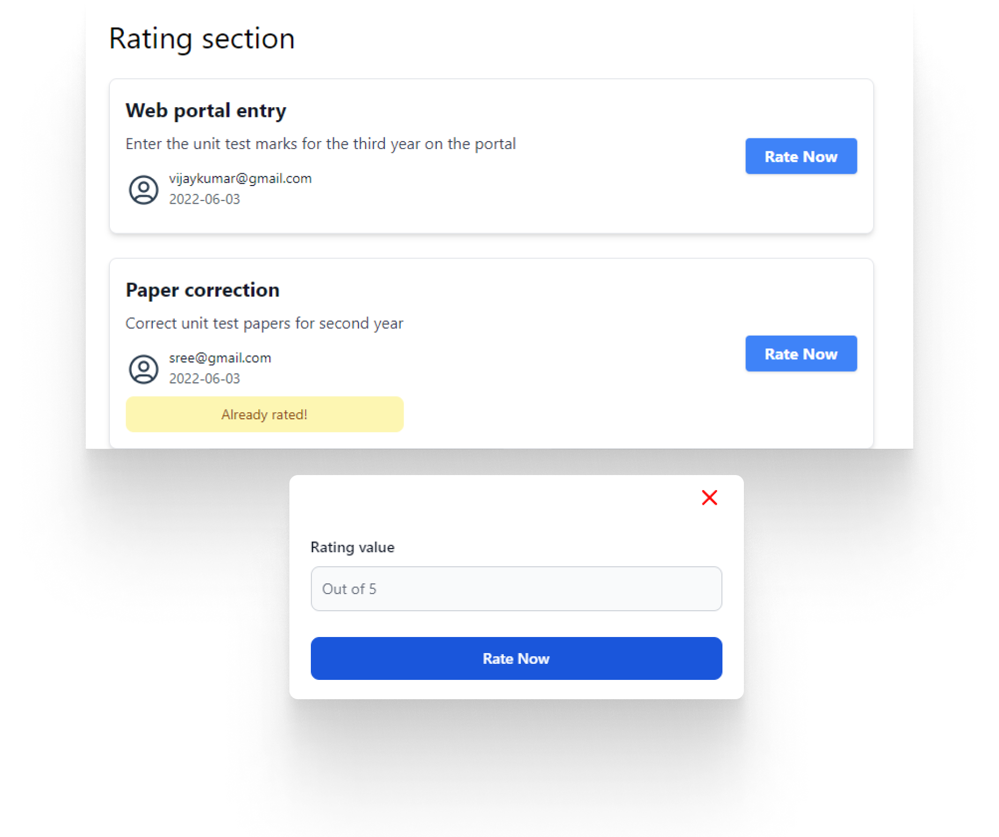 Rating section
Web portal entry
Enter the unit test marks for the third year on the portal
vijaykumar@gmail.com
2022-06-03
Rate Now
Paper correction
Correct unit test papers for second year
sree@gmail.com
2022-06-03
Already rated!
Rate Now
Rating value
Out of 5
Rate Now